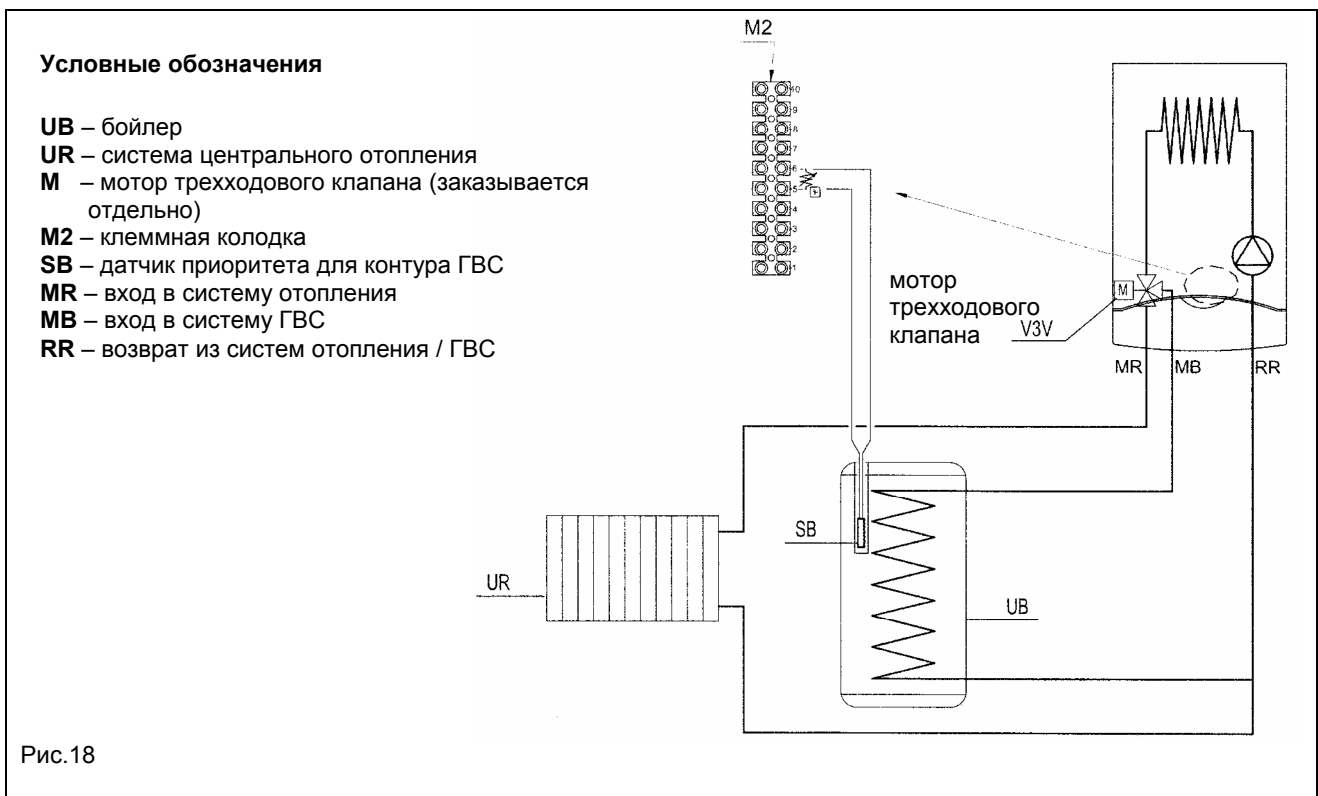 M2
Условные обозначения
UB – бойлер
UR – система центрального отопления
M – мотор трехходового клапана (заказывается
отдельно)
M2 – клеммная колодка
SB – датчик приоритета для контура ГВС
MR – вход в систему отопления
MB – вход в систему ГВС
RR – возврат из систем отопления / ГВС
10
9
8
7
6
5
4
3
2
1
мотор
трехходового
клапана
V3V
M
MR
MB
RR
SB
UR
UB
Рис.18